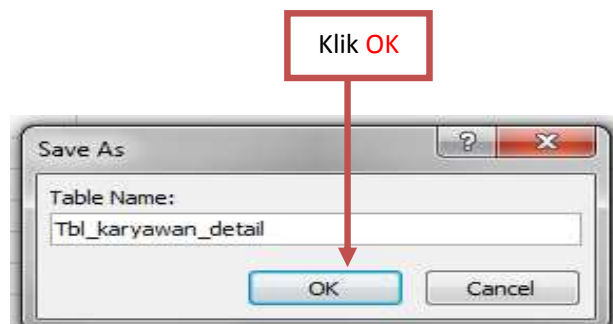 Klik OK
Save As
Table Name:
Tbl_karyawan_detail
OK Cancel